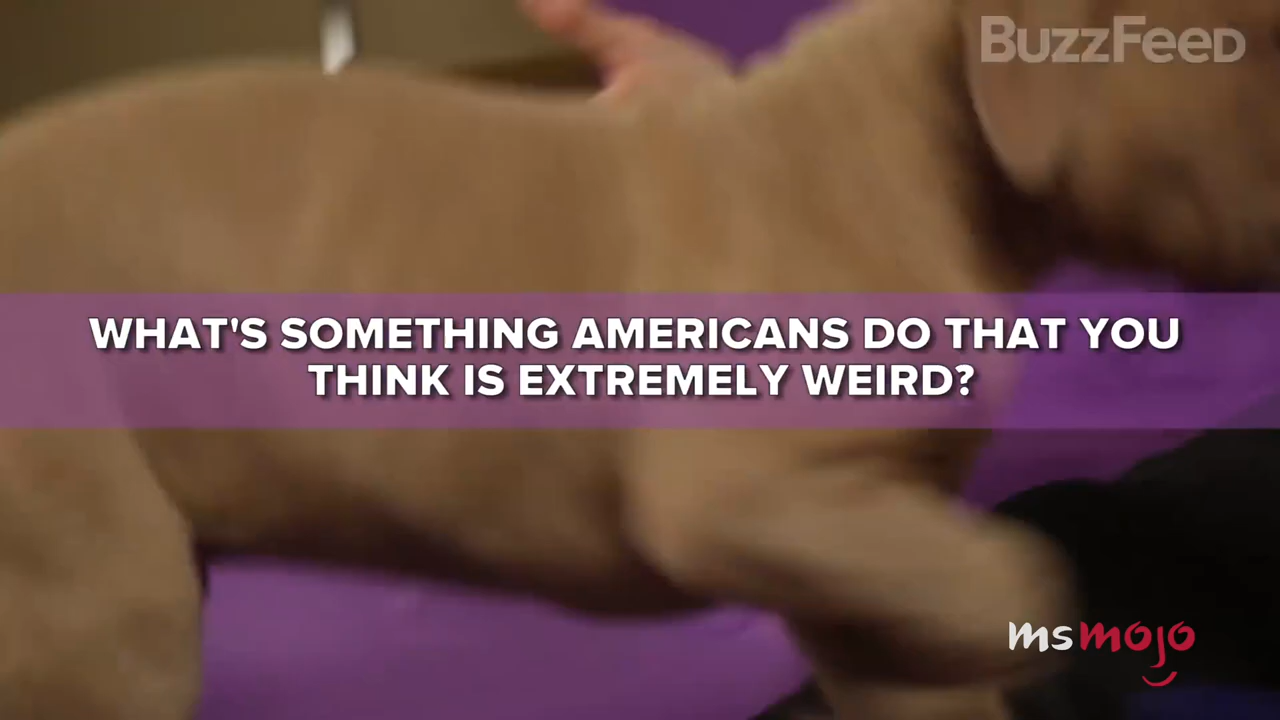 BuzzFeed
WHAT'S SOMETHING AMERICANS DO THAT YOU
THINK IS EXTREMELY WEIRD?
msmojo